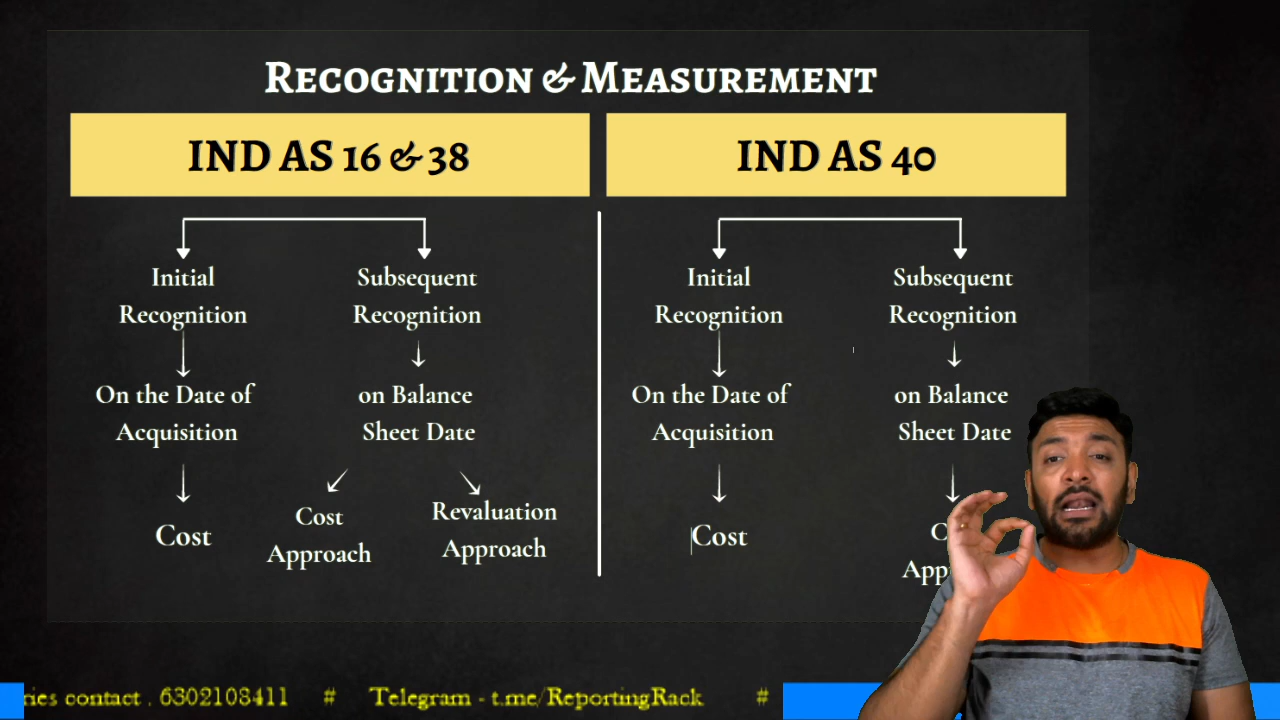 Recognition & Measurement
IND AS 16 & 38
IND AS 40
Initial
Recognition
On the Date of
Acquisition
Cost
Subsequent
Recognition
on Balance
Sheet Date
Cost
Approach
Revaluation
Approach
Initial
Recognition
On the Date of
Acquisition
Cost
Subsequent
Recognition
on Balance
Sheet Date
contact . 6302108411 # Telegram - t.me/ReportingRack #